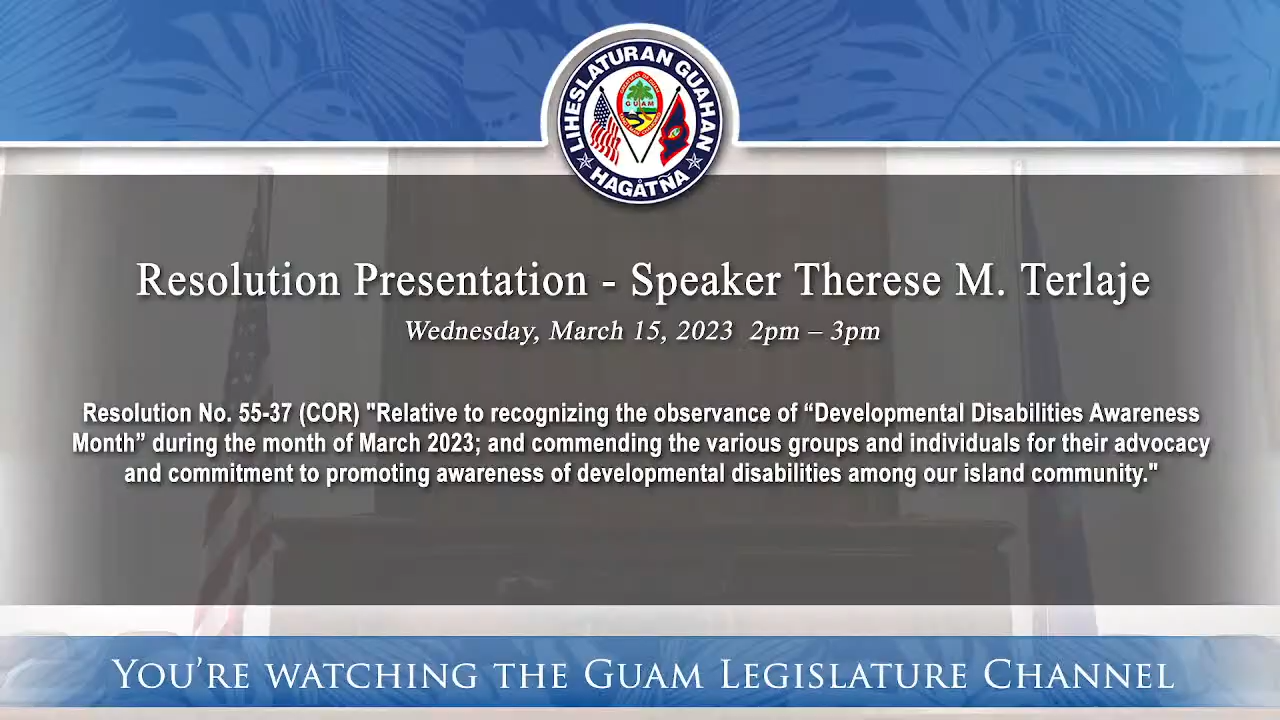 LIHESLATURAN GUAHAN
GUAM
HAGÅTÑA
Resolution Presentation - Speaker Therese M. Terlaje
Wednesday, March 15, 2023 2pm – 3pm
Resolution No. 55-37 (COR) "Relative to recognizing the observance of “Developmental Disabilities Awareness
Month” during the month of March 2023; and commending the various groups and individuals for their advocacy
and commitment to promoting awareness of developmental disabilities among our island community."
YOU’RE WATCHING THE GUAM LEGISLATURE CHANNEL